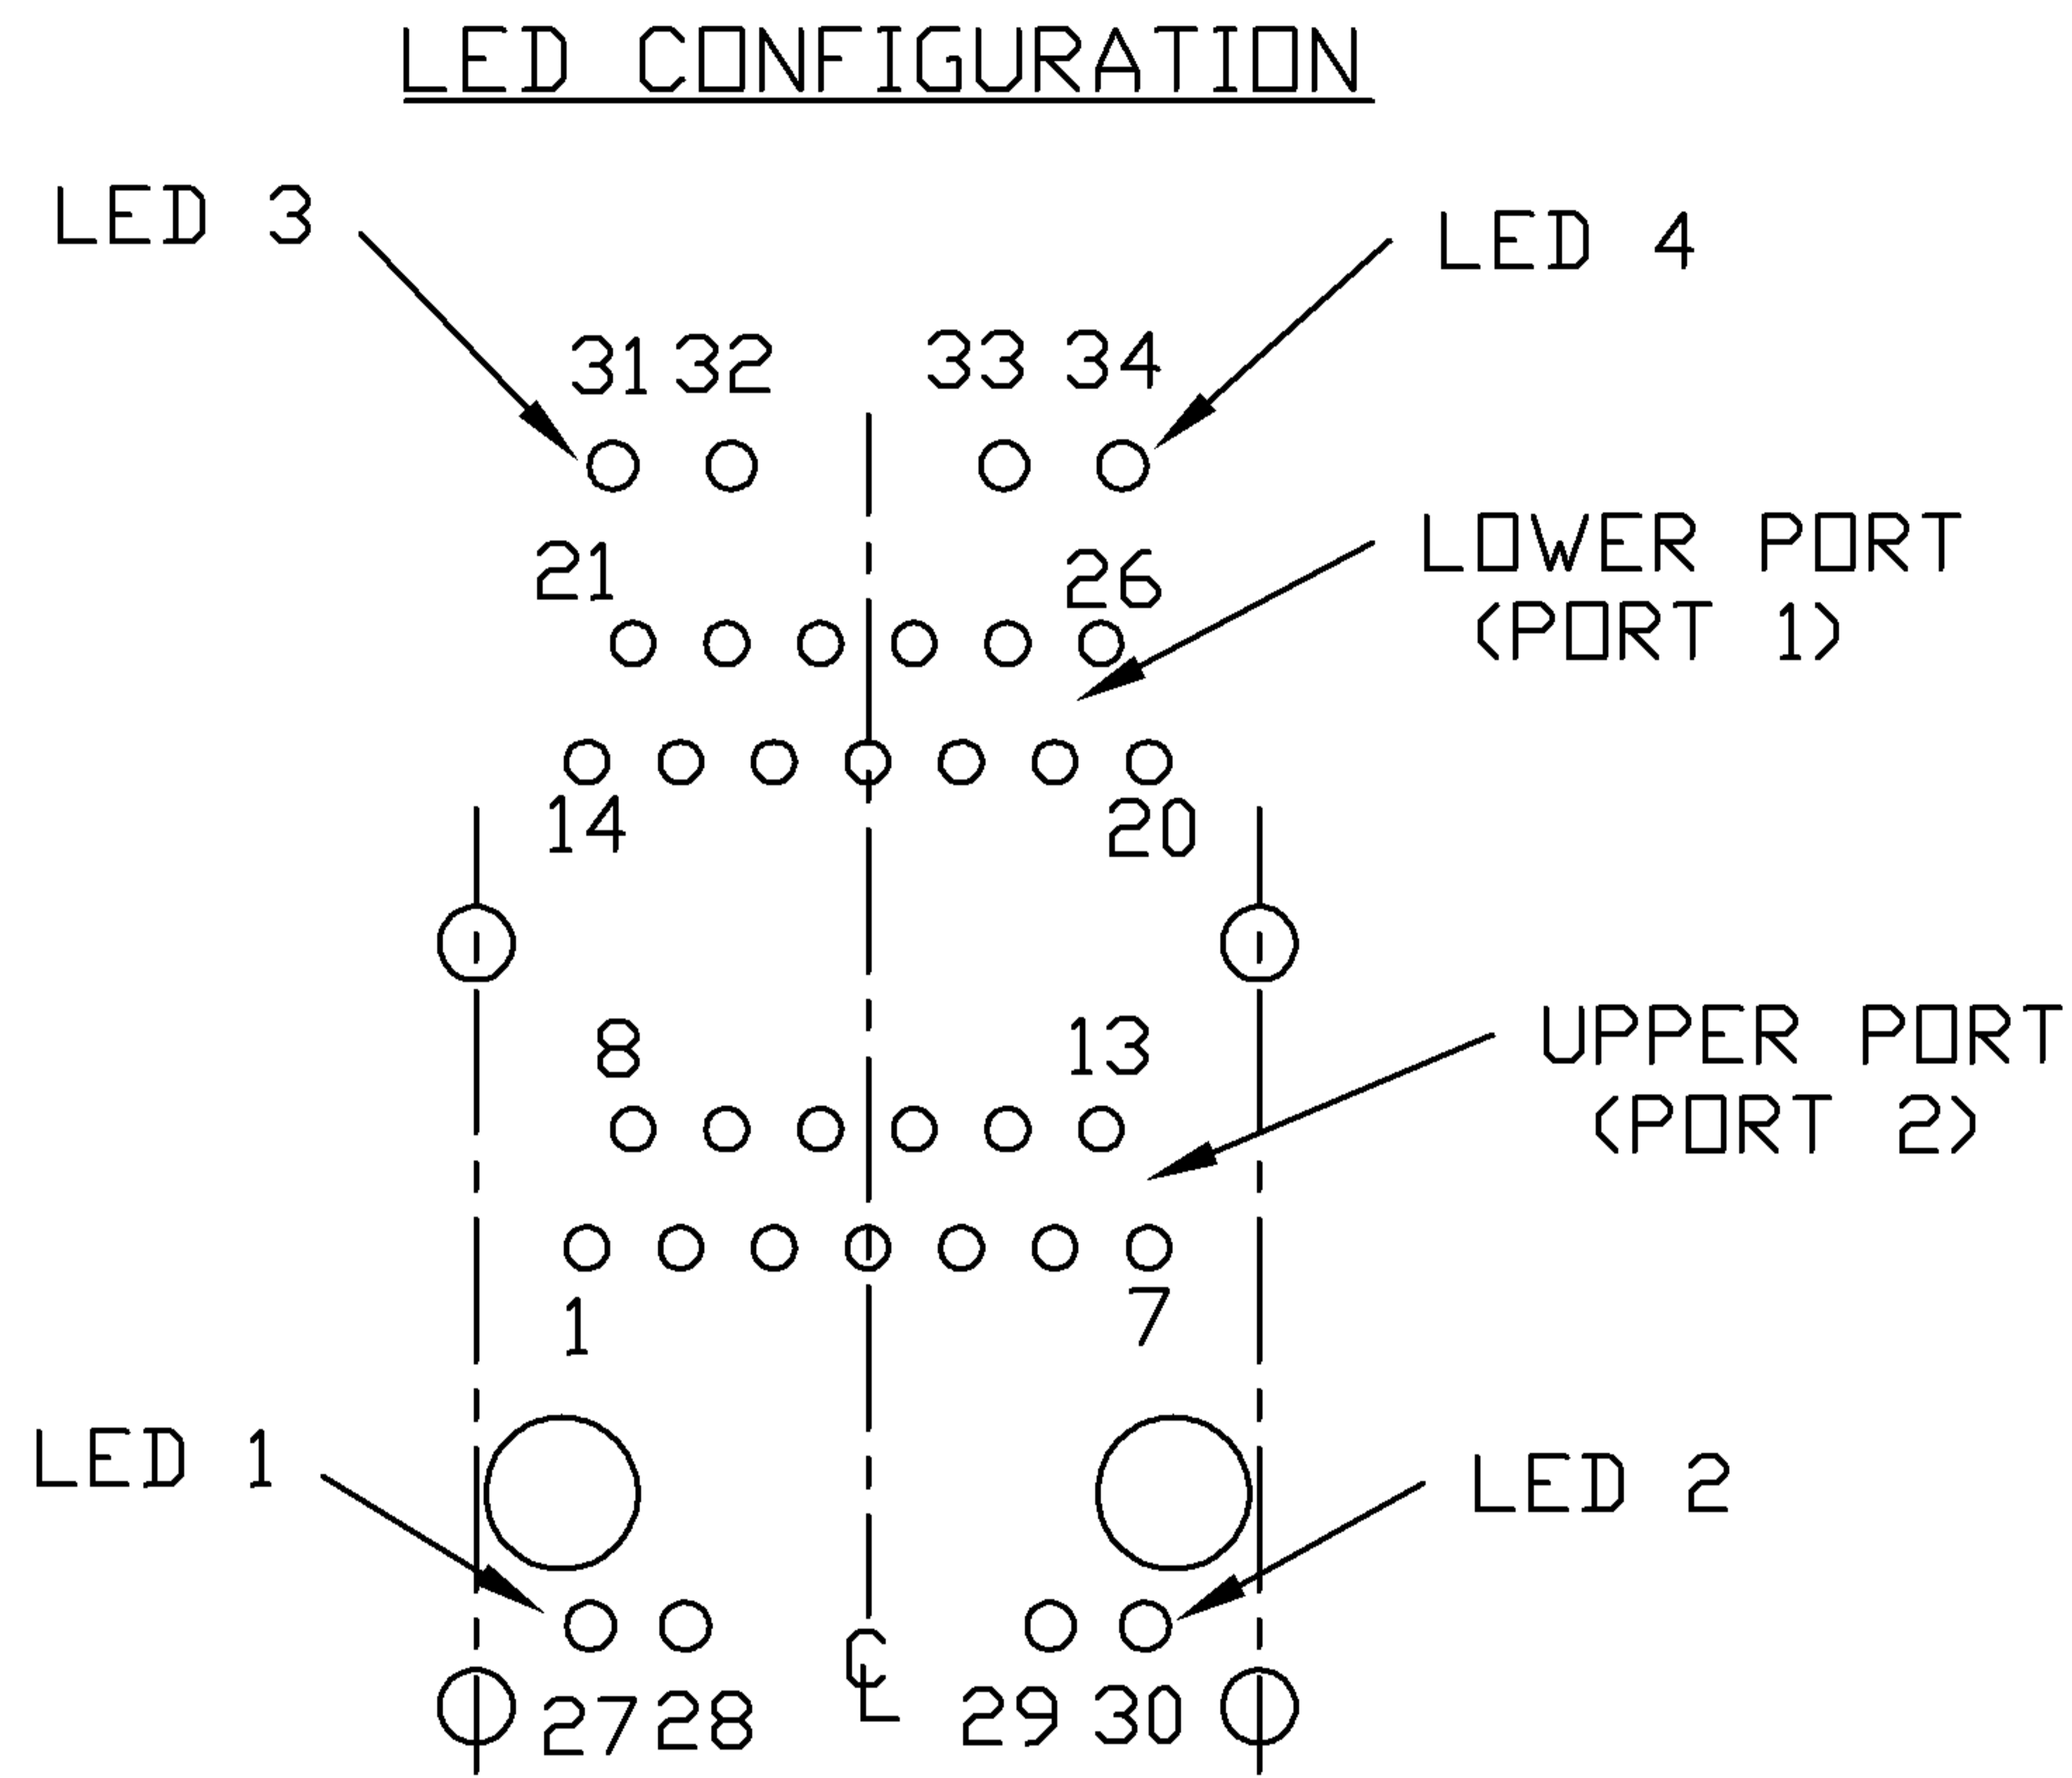 LED CONFIGURATION
LED 3
LED 4
31 32 33 34
21 26
LOWER PORT
(PORT 1)
14 20
8 13
UPPER PORT
(PORT 2)
1 7
LED 1
LED 2
CL
27 28 29 30